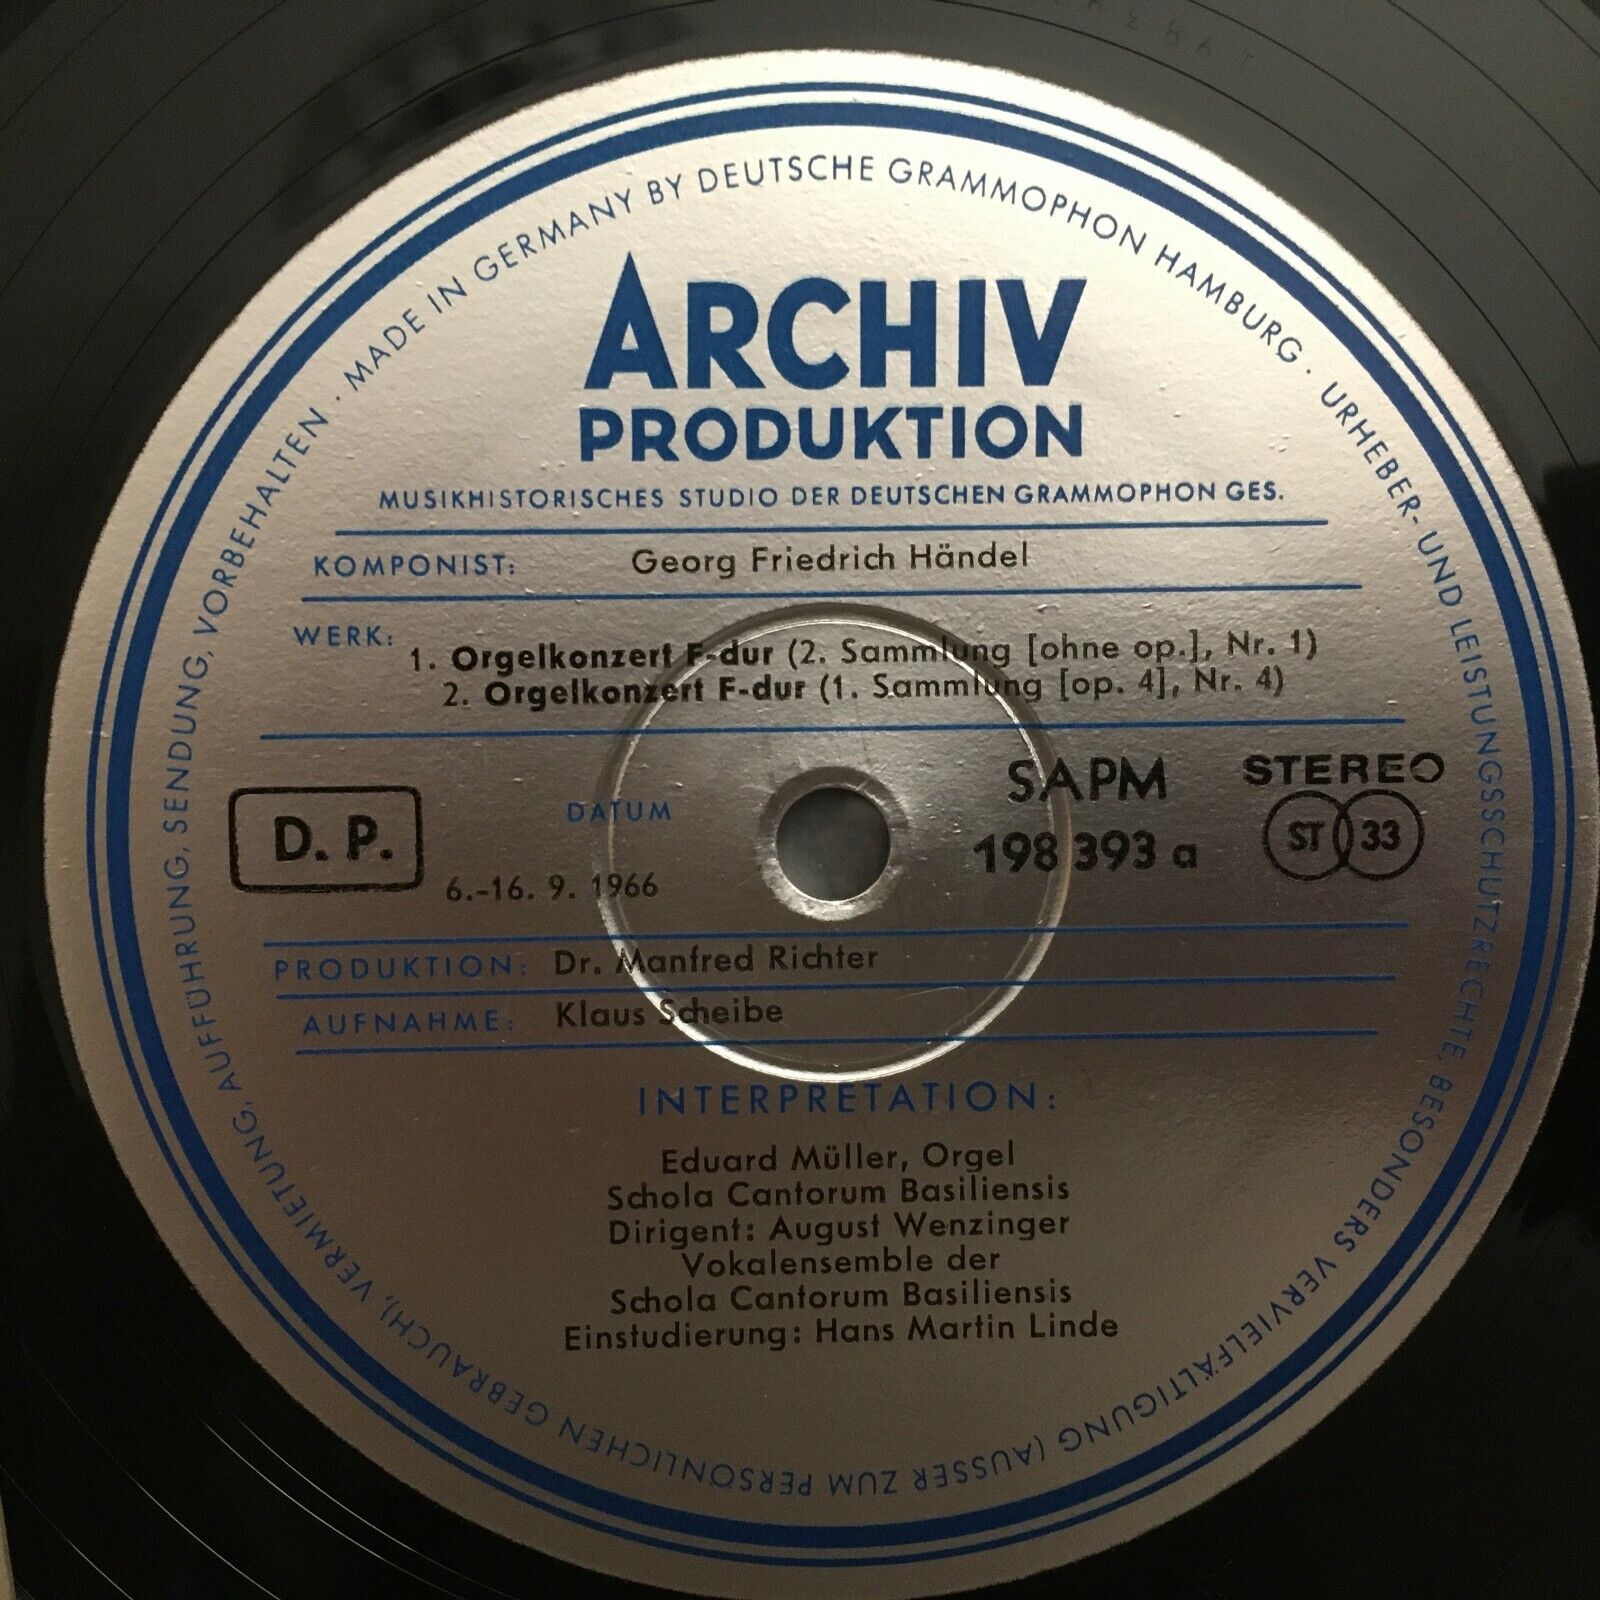 MADE IN GERMANY BY DEUTSCHE GRAMMOPHON HAMBURG · URHEBER- UND LEISTUNGSSCHUTZRECHTE, BESONDERS VERVIELFÄLTIGUNG (AUSSER ZUM PERSÖNLICHEN GEBRAUCH), VERMIETUNG, AUFFÜHRUNG, SENDUNG, VORBEHALTEN ·
ARCHIV
PRODUKTION
MUSIKHISTORISCHES STUDIO DER DEUTSCHEN GRAMMOPHON GES.
KOMPONIST: Georg Friedrich Händel
WERK: 1. Orgelkonzert F-dur (2. Sammlung [ohne op.], Nr. 1)
2. Orgelkonzert F-dur (1. Sammlung [op. 4], Nr. 4)
D. P.
DATUM
6.-16. 9. 1966
SAPM
198 393 a
STEREO
ST 33
PRODUKTION: Dr. Manfred Richter
AUFNAHME: Klaus Scheibe
INTERPRETATION:
Eduard Müller, Orgel
Schola Cantorum Basiliensis
Dirigent: August Wenzinger
Vokalensemble der
Schola Cantorum Basiliensis
Einstudierung: Hans Martin Linde